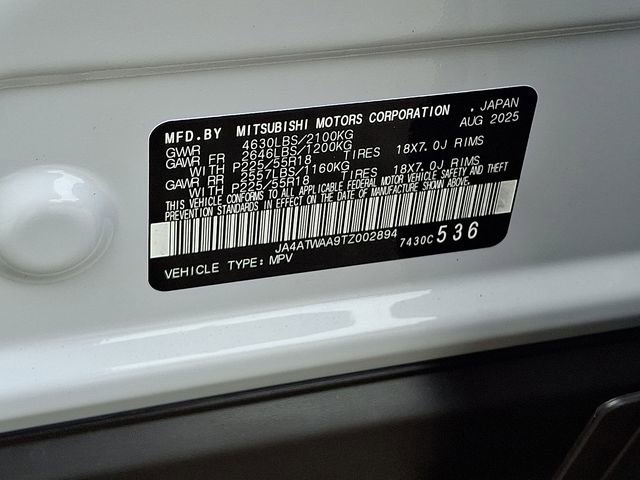 MFD.BY MITSUBISHI MOTORS CORPORATION , JAPAN
AUG 2025
GWVR 4630LBS/2100KG
GAWR FR 2646LBS/1200KG
WITH P225/55R18 TIRES 18X7.0J RIMS
GAWR RR 2557LBS/1160KG
WITH P225/55R18 TIRES 18X7.0J RIMS
THIS VEHICLE CONFORMS TO ALL APPLICABLE FEDERAL MOTOR VEHICLE SAFETY AND THEFT
PREVENTION STANDARDS IN EFFECT ON THE DATE OF MANUFACTURE SHOWN ABOVE.
JA4ATWAA9TZ002894
7430C 536
VEHICLE TYPE: MPV